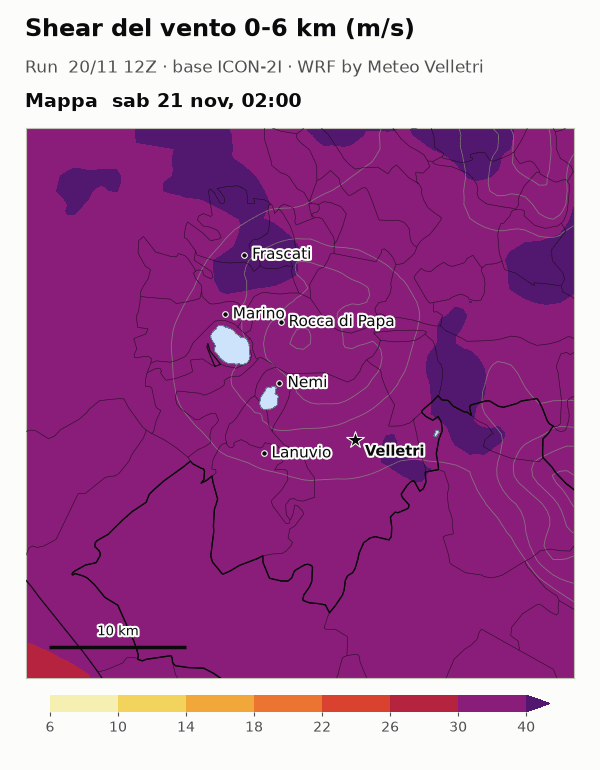 Shear del vento 0-6 km (m/s)
Run  20/11 12Z · base ICON-2I · WRF by Meteo Velletri
Mappa  sab 21 nov, 02:00
Frascati
Marino
Rocca di Papa
Nemi
Lanuvio
Velletri
10 km
6 10 14 18 22 26 30 40